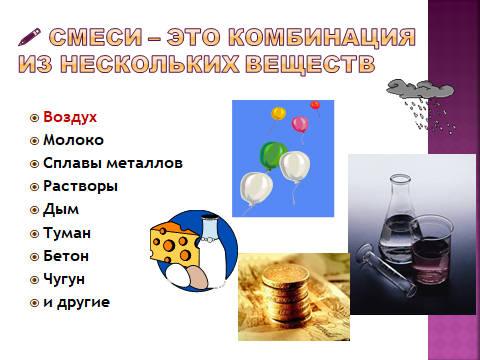 СМЕСИ – ЭТО КОМБИНАЦИЯ
ИЗ НЕСКОЛЬКИХ ВЕЩЕСТВ
Воздух
Молоко
Сплавы металлов
Растворы
Дым
Туман
Бетон
Чугун
и другие